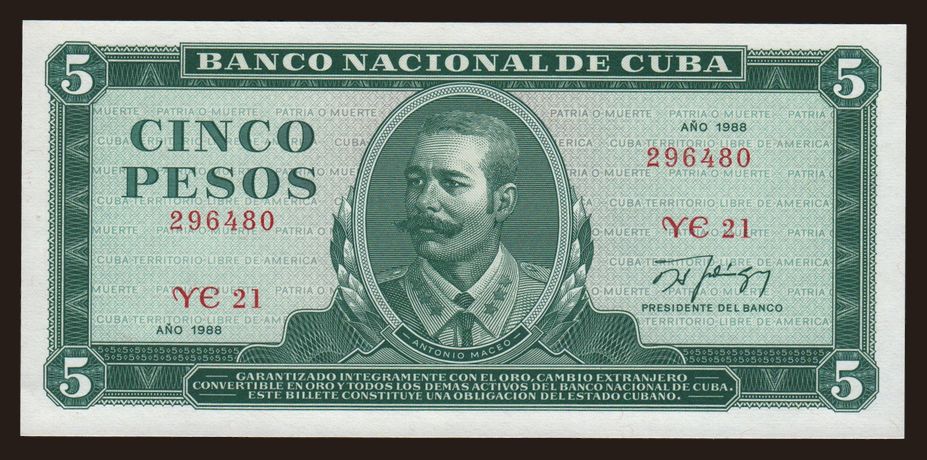 5 BANCO NACIONAL DE CUBA 5
PATRIA O MUERTE
CUBA TERRITORIO LIBRE DE AMERICA
CINCO
PESOS
296480
YE 21
AÑO 1988
AÑO 1988
296480
YE 21
PRESIDENTE DEL BANCO
ANTONIO MACEO
5 5
GARANTIZADO INTEGRAMENTE CON EL ORO, CAMBIO EXTRANJERO
CONVERTIBLE EN ORO Y TODOS LOS DEMAS ACTIVOS DEL BANCO NACIONAL DE CUBA.
ESTE BILLETE CONSTITUYE UNA OBLIGACION DEL ESTADO CUBANO.